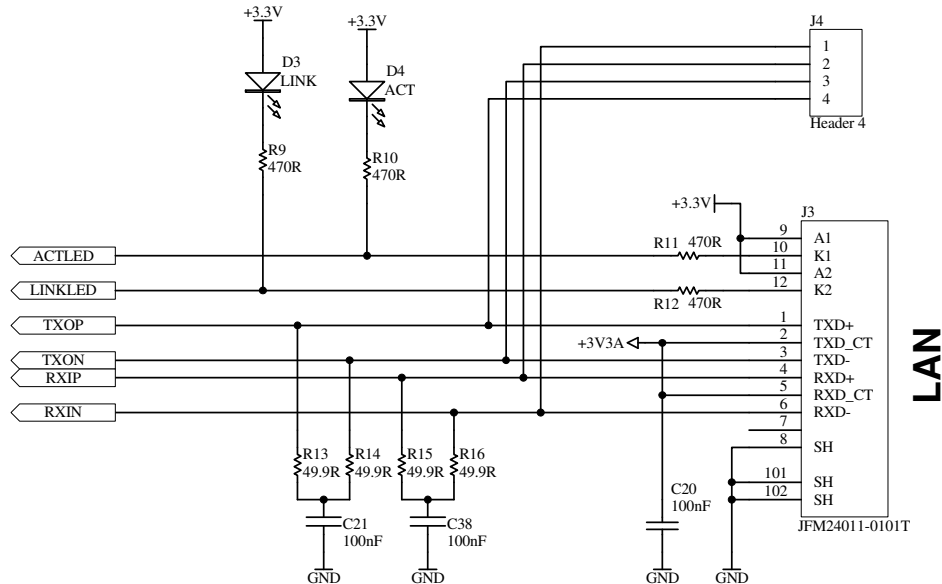 +3.3V
+3.3V
D3
LINK
D4
ACT
R9
470R
R10
470R
J4
1
2
3
4
Header 4
+3.3V
J3
ACTLED
LINKLED
TXOP
TXON
RXIP
RXIN
R11 470R
R12 470R
+3V3A
9 A1
10 K1
11 A2
12 K2
1 TXD+
2 TXD_CT
3 TXD-
4 RXD+
5 RXD_CT
6 RXD-
7
8 SH
101 SH
102 SH
JFM24011-0101T
LAN
R13
49.9R
R14
49.9R
R15
49.9R
R16
49.9R
C21
100nF
C38
100nF
C20
100nF
GND
GND
GND
GND